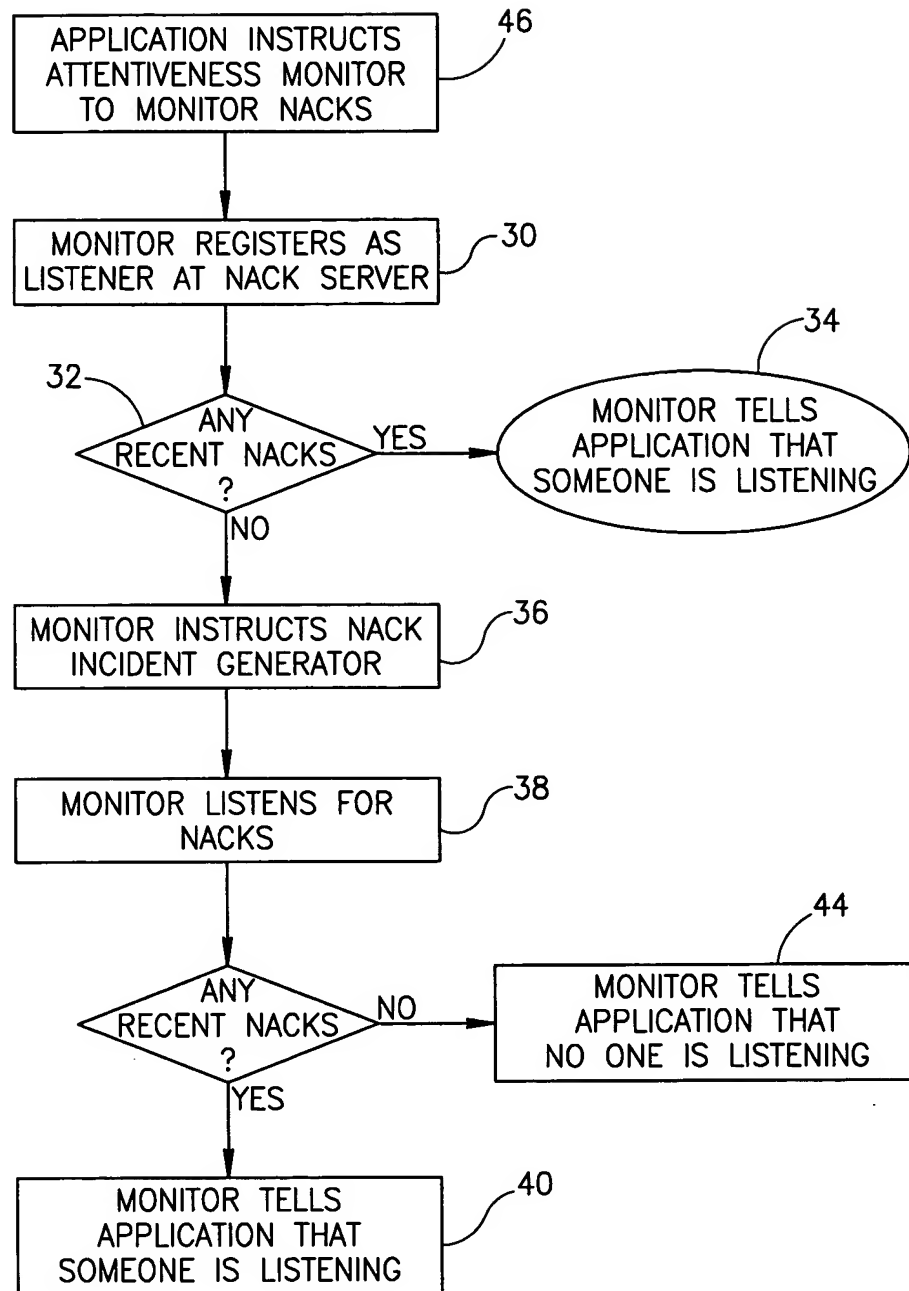 APPLICATION INSTRUCTS
ATTENTIVENESS MONITOR
TO MONITOR NACKS
46
MONITOR REGISTERS AS
LISTENER AT NACK SERVER
30
32
ANY
RECENT NACKS
?
YES
NO
34
MONITOR TELLS
APPLICATION THAT
SOMEONE IS LISTENING
MONITOR INSTRUCTS NACK
INCIDENT GENERATOR
36
MONITOR LISTENS FOR
NACKS
38
ANY
RECENT NACKS
?
NO
YES
44
MONITOR TELLS
APPLICATION THAT
NO ONE IS LISTENING
MONITOR TELLS
APPLICATION THAT
SOMEONE IS LISTENING
40